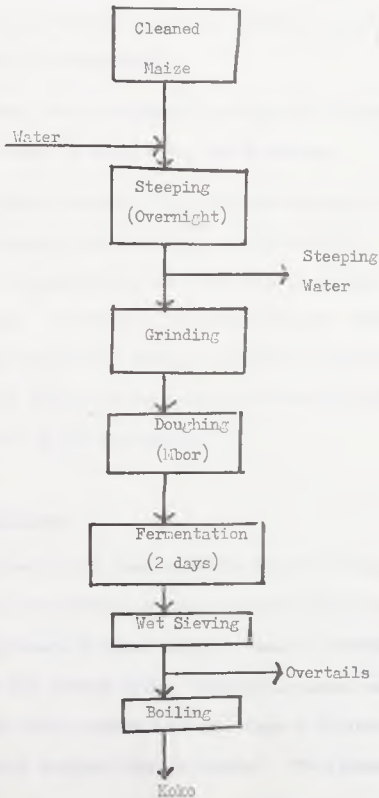 Cleaned
Maize
Water
Steeping
(Overnight)
Steeping
Water
Grinding
Doughing
(Mbor)
Fermentation
(2 days)
Wet Sieving
Overtails
Boiling
Koko